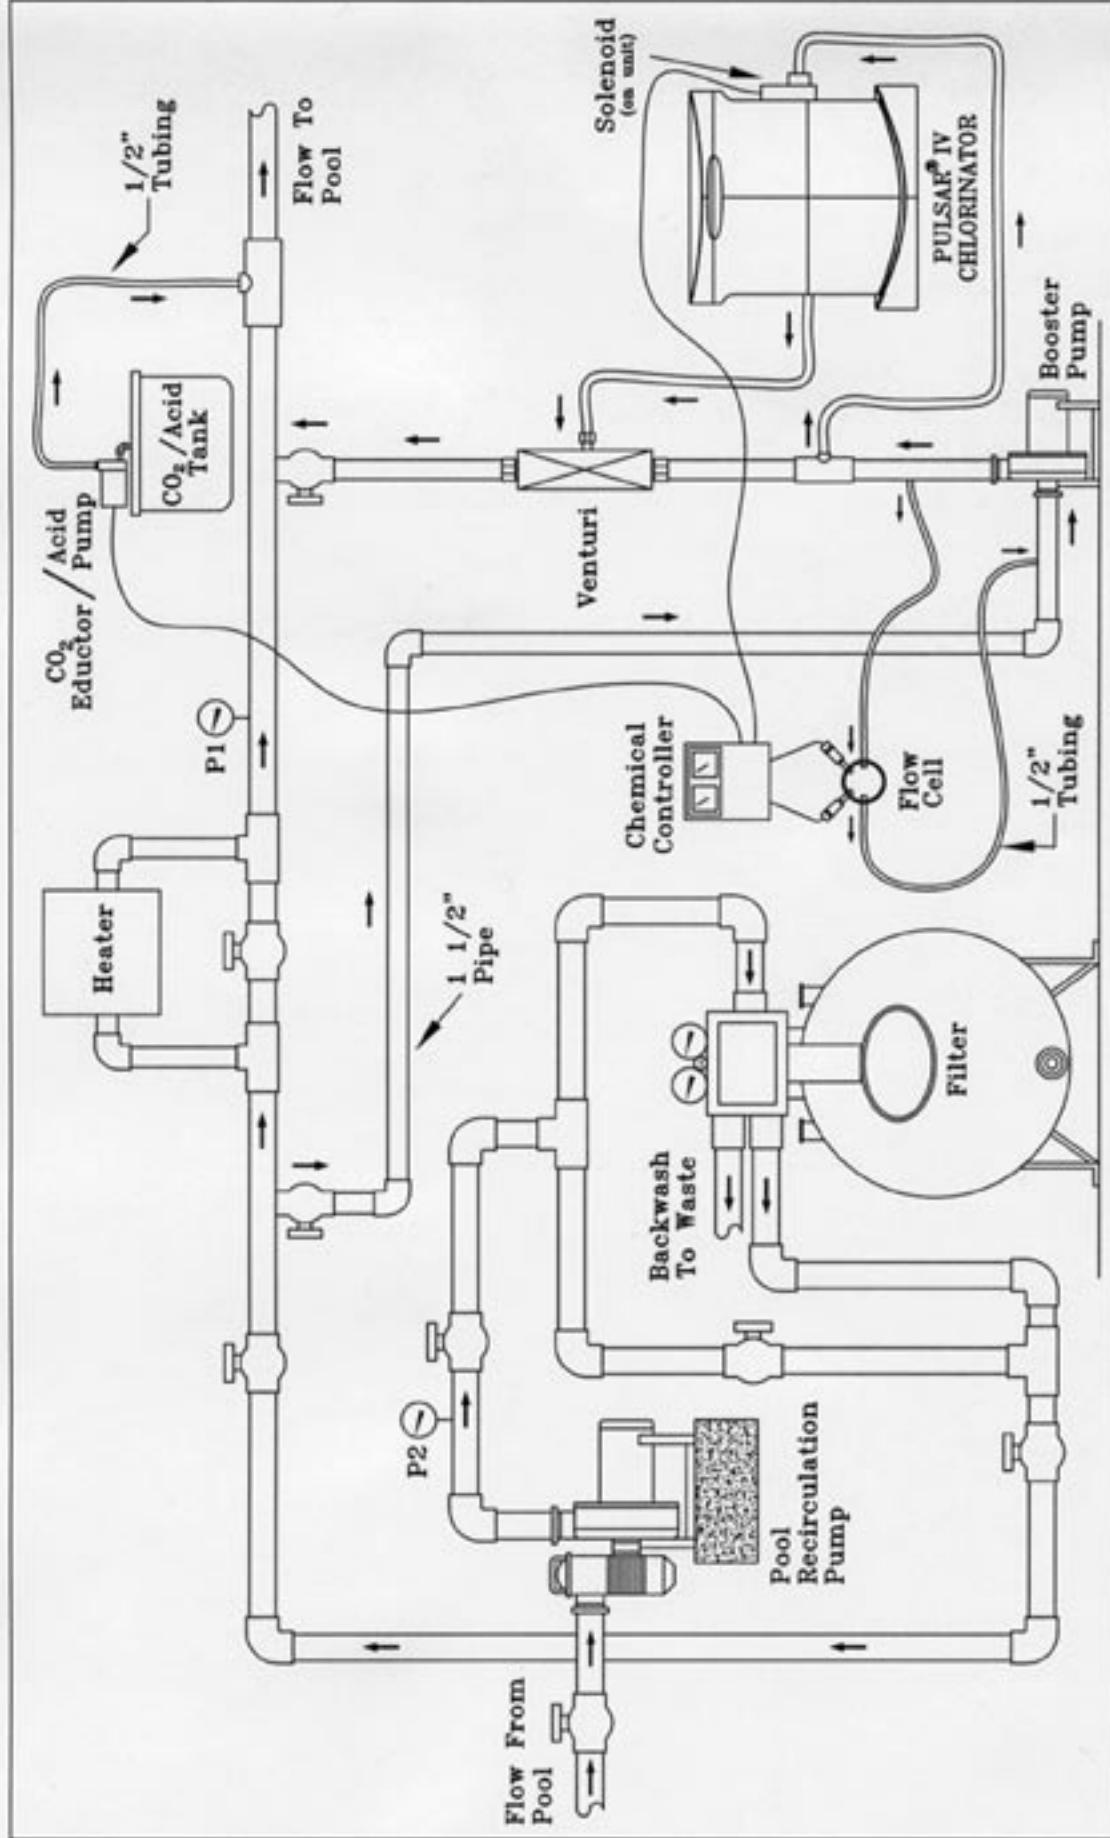 CO2
Eductor/Acid
Pump
CO2/Acid
Tank
1/2"
Tubing
Flow To
Pool
P1
Heater
Solenoid
(on unit)
PULSAR® IV
CHLORINATOR
Booster
Pump
Venturi
Chemical
Controller
Flow
Cell
1/2"
Tubing
1 1/2"
Pipe
Backwash
To Waste
Filter
P2
Pool
Recirculation
Pump
Flow From
Pool